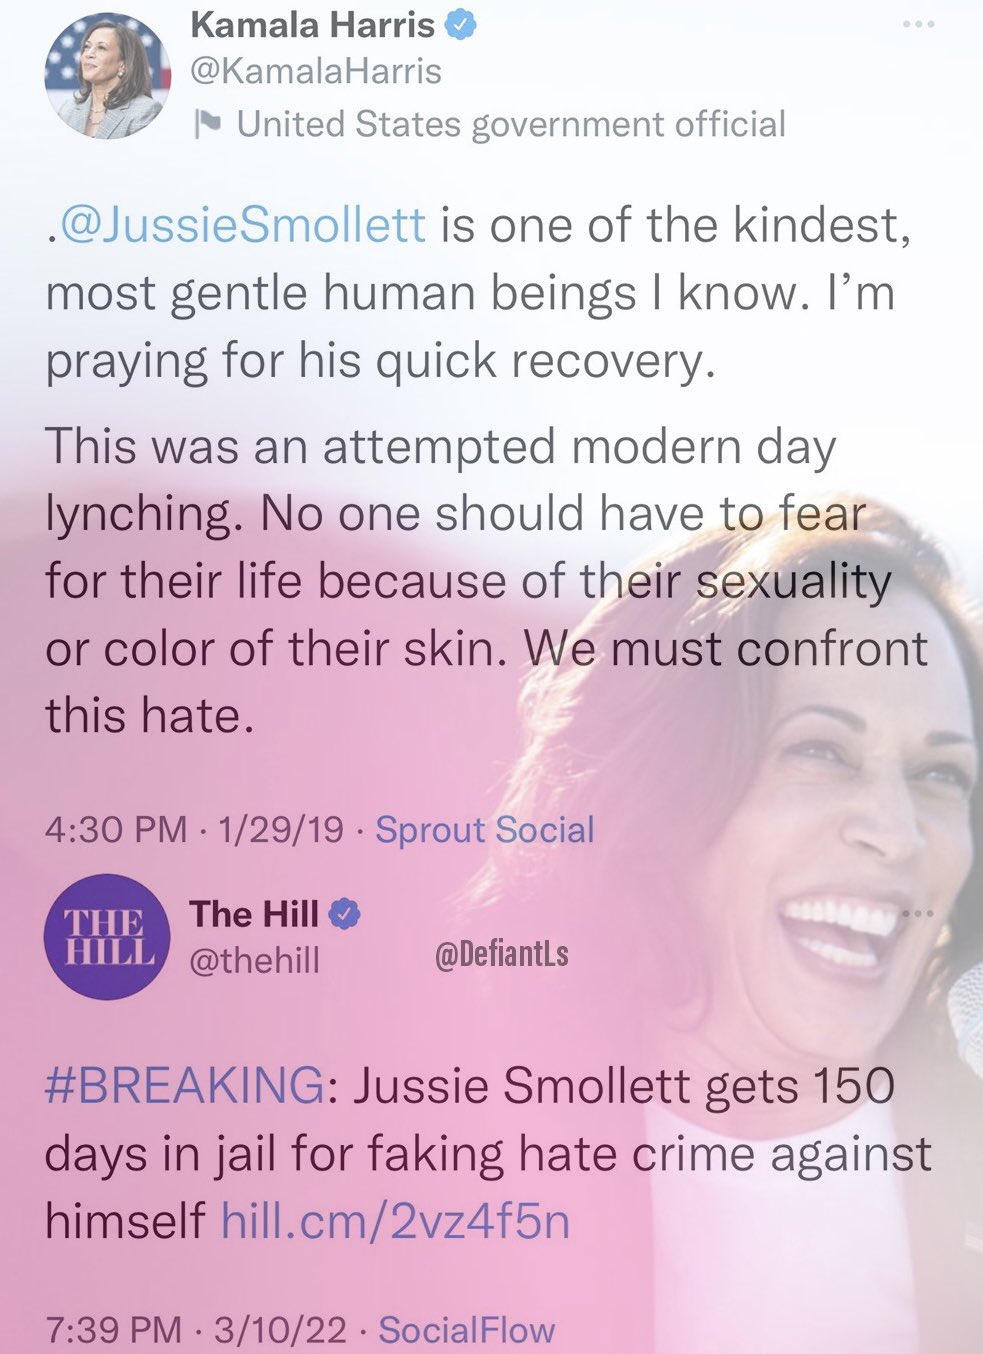 Kamala Harris
@KamalaHarris
United States government official
.@JussieSmollett is one of the kindest,
most gentle human beings I know. I’m
praying for his quick recovery.
This was an attempted modern day
lynching. No one should have to fear
for their life because of their sexuality
or color of their skin. We must confront
this hate.
4:30 PM · 1/29/19 · Sprout Social
THE
HILL
The Hill
@thehill
@DefiantLs
#BREAKING: Jussie Smollett gets 150
days in jail for faking hate crime against
himself hill.cm/2vz4f5n
7:39 PM · 3/10/22 · SocialFlow